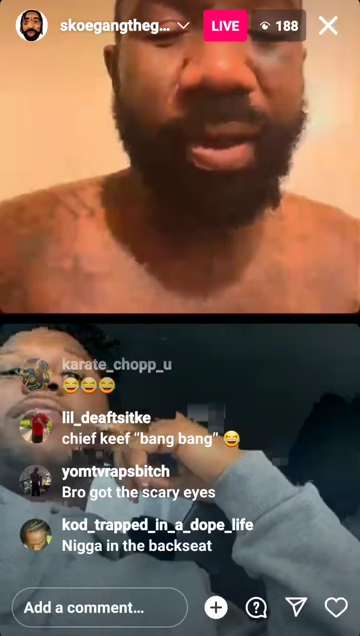 skoegangtheg... LIVE 188
karate_chopp_u
😂😂😂
lil_deaftsitke
chief keef “bang bang” 😂
yomtvrapsbitch
Bro got the scary eyes
kod_trapped_in_a_dope_life
Nigga in the backseat
Add a comment...